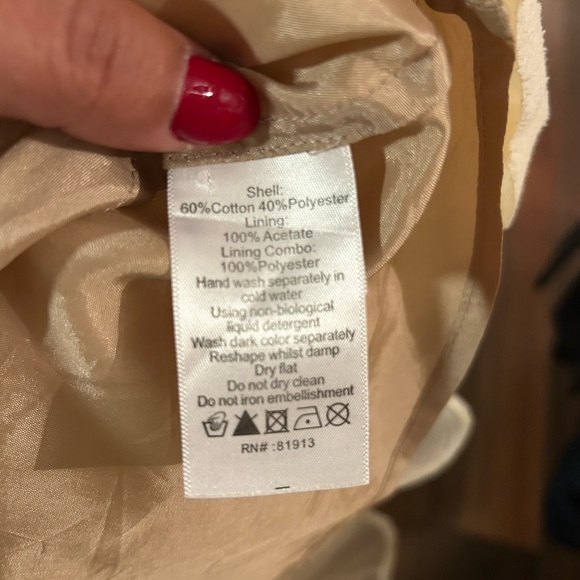 Shell:
60%Cotton 40%Polyester
Lining:
100% Acetate
Lining Combo:
100%Polyester
Hand wash separately in
cold water
Using non-biological
liquid detergent
Wash dark color separately
Reshape whilst damp
Dry flat
Do not dry clean
Do not iron embellishment
RN# :81913